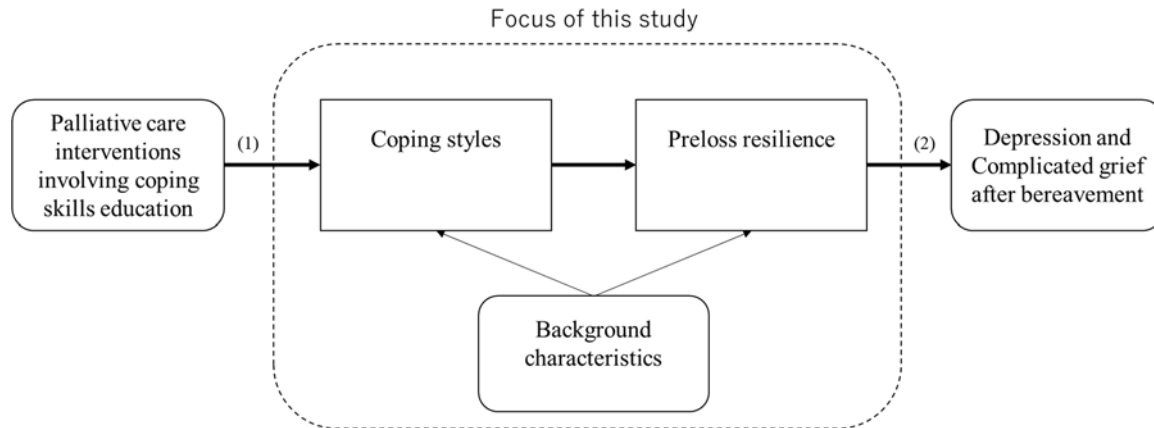 Focus of this study
Palliative care
interventions
involving coping
skills education
(1)
Coping styles
Preloss resilience
(2)
Depression and
Complicated grief
after bereavement
Background
characteristics